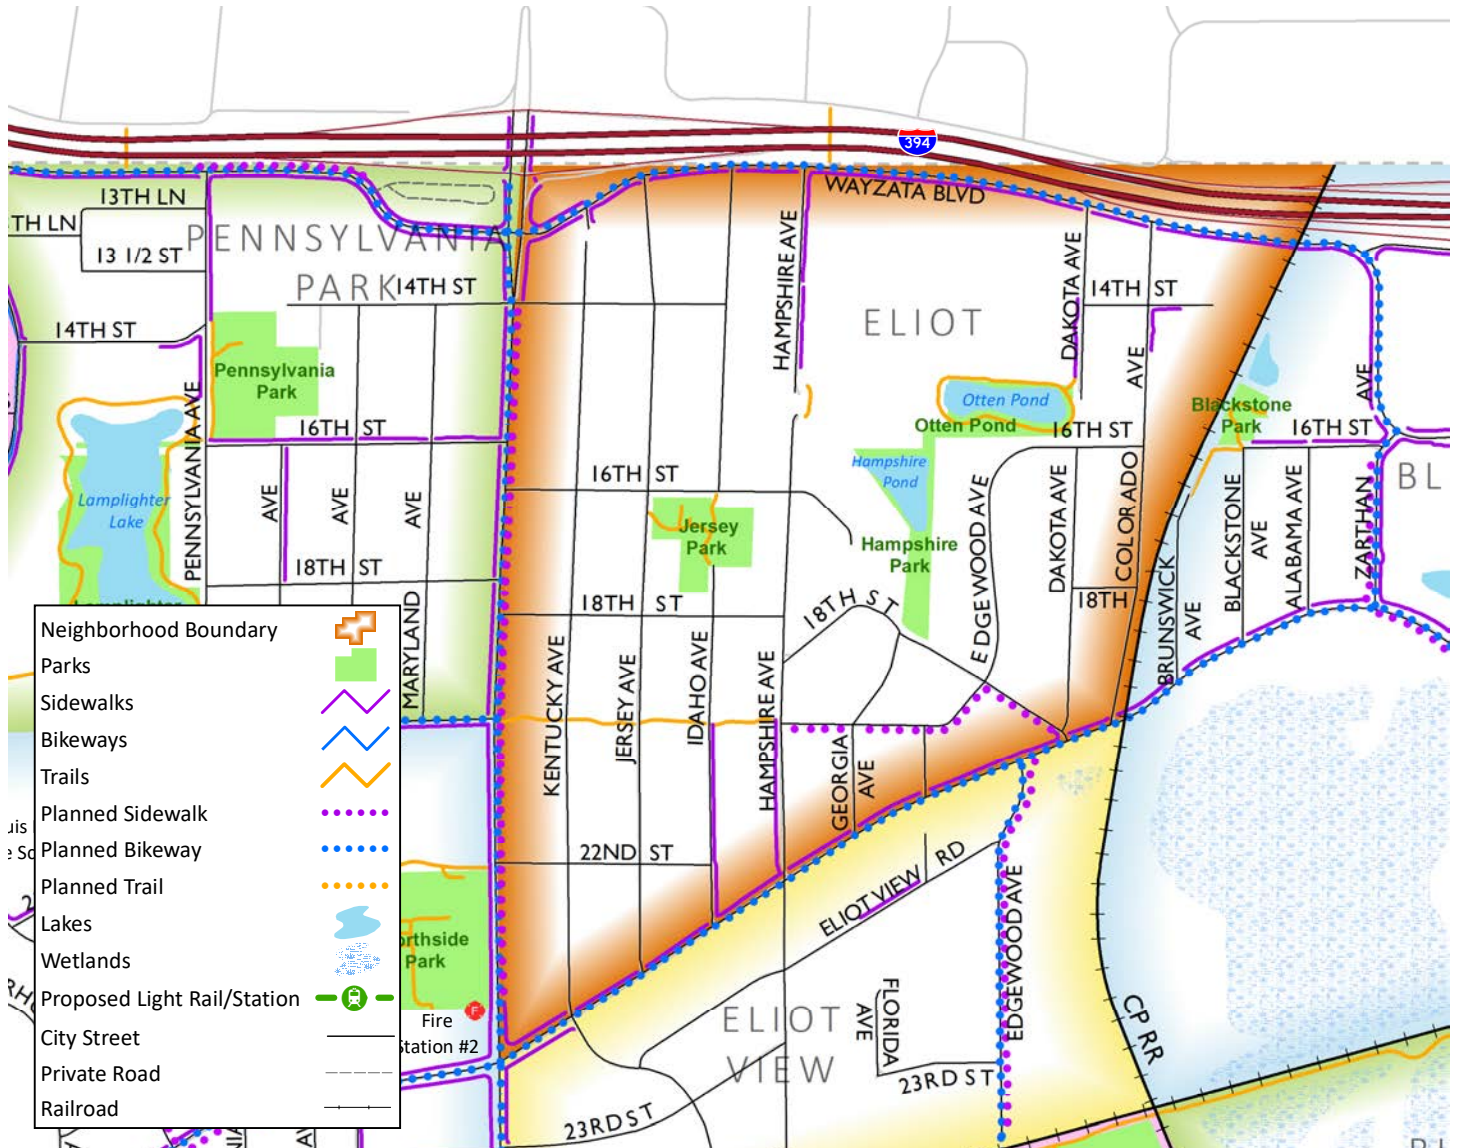 394
WAYZATA BLVD
13TH LN
TH LN
13 1/2 ST
PENNSYLVANIA
PARK
14TH ST
14TH ST
14TH ST
HAMPSHIRE AVE
DAKOTA AVE
ELIOT
AVE
AVE
Pennsylvania
Park
PENNSYLVANIA AVE
16TH ST
Otten Pond
Otten Pond
16TH ST
Blackstone
Park
16TH ST
BL
Hampshire
Pond
16TH ST
Lamplighter
Lake
AVE
AVE
AVE
Jersey
Park
Hampshire
Park
EDGEWOOD AVE
DAKOTA AVE
COLORADO
BRUNSWICK
AVE
BLACKSTONE
AVE
ALABAMA AVE
ZARTHAN
18TH ST
18TH ST
18TH ST
18TH
Lamplighter
MARYLAND
KENTUCKY AVE
JERSEY AVE
IDAHO AVE
HAMPSHIRE AVE
GEORGIA
AVE
22ND ST
ELIOT VIEW RD
EDGEWOOD AVE
FLORIDA
AVE
ELIOT
VIEW
23RD ST
23RD ST
CP RR
orthside
Park
F
Fire
Station #2
Neighborhood Boundary
Parks
Sidewalks
Bikeways
Trails
Planned Sidewalk
Planned Bikeway
Planned Trail
Lakes
Wetlands
Proposed Light Rail/Station
City Street
Private Road
Railroad